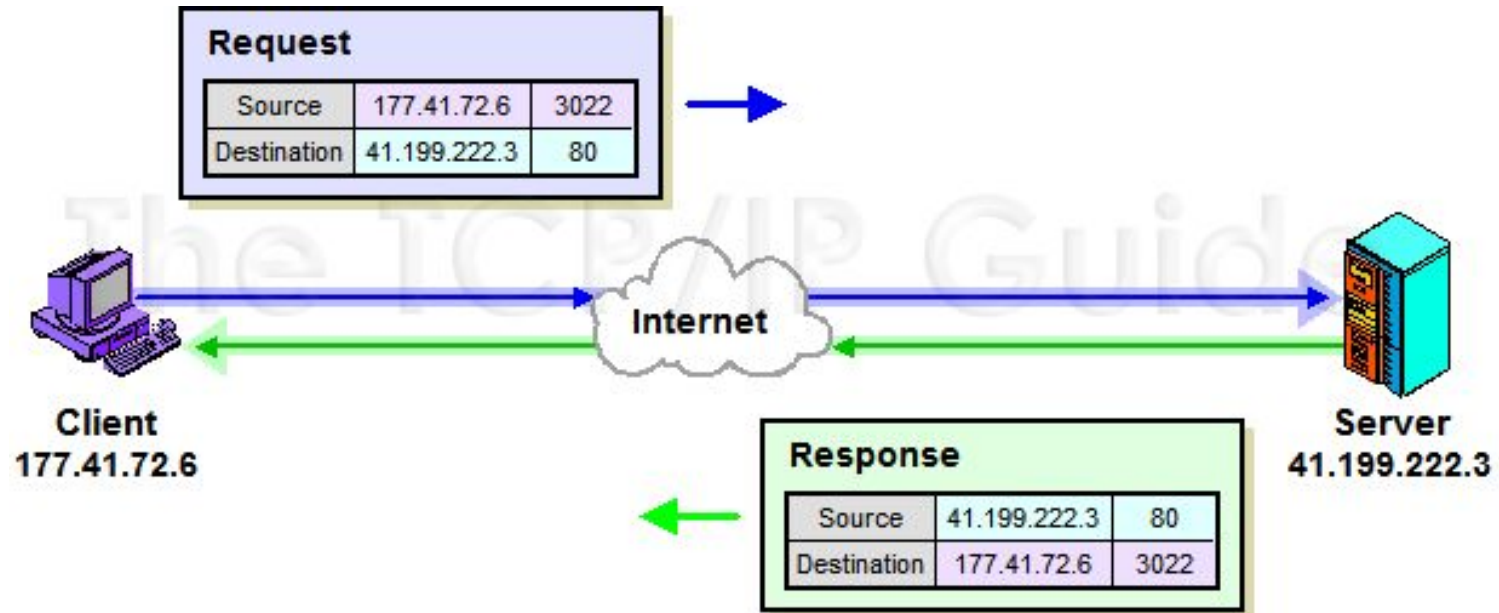 Request
Source 177.41.72.6 3022
Destination 41.199.222.3 80
The TCP/IP Guide
Internet
Client
177.41.72.6
Server
41.199.222.3
Response
Source 41.199.222.3 80
Destination 177.41.72.6 3022